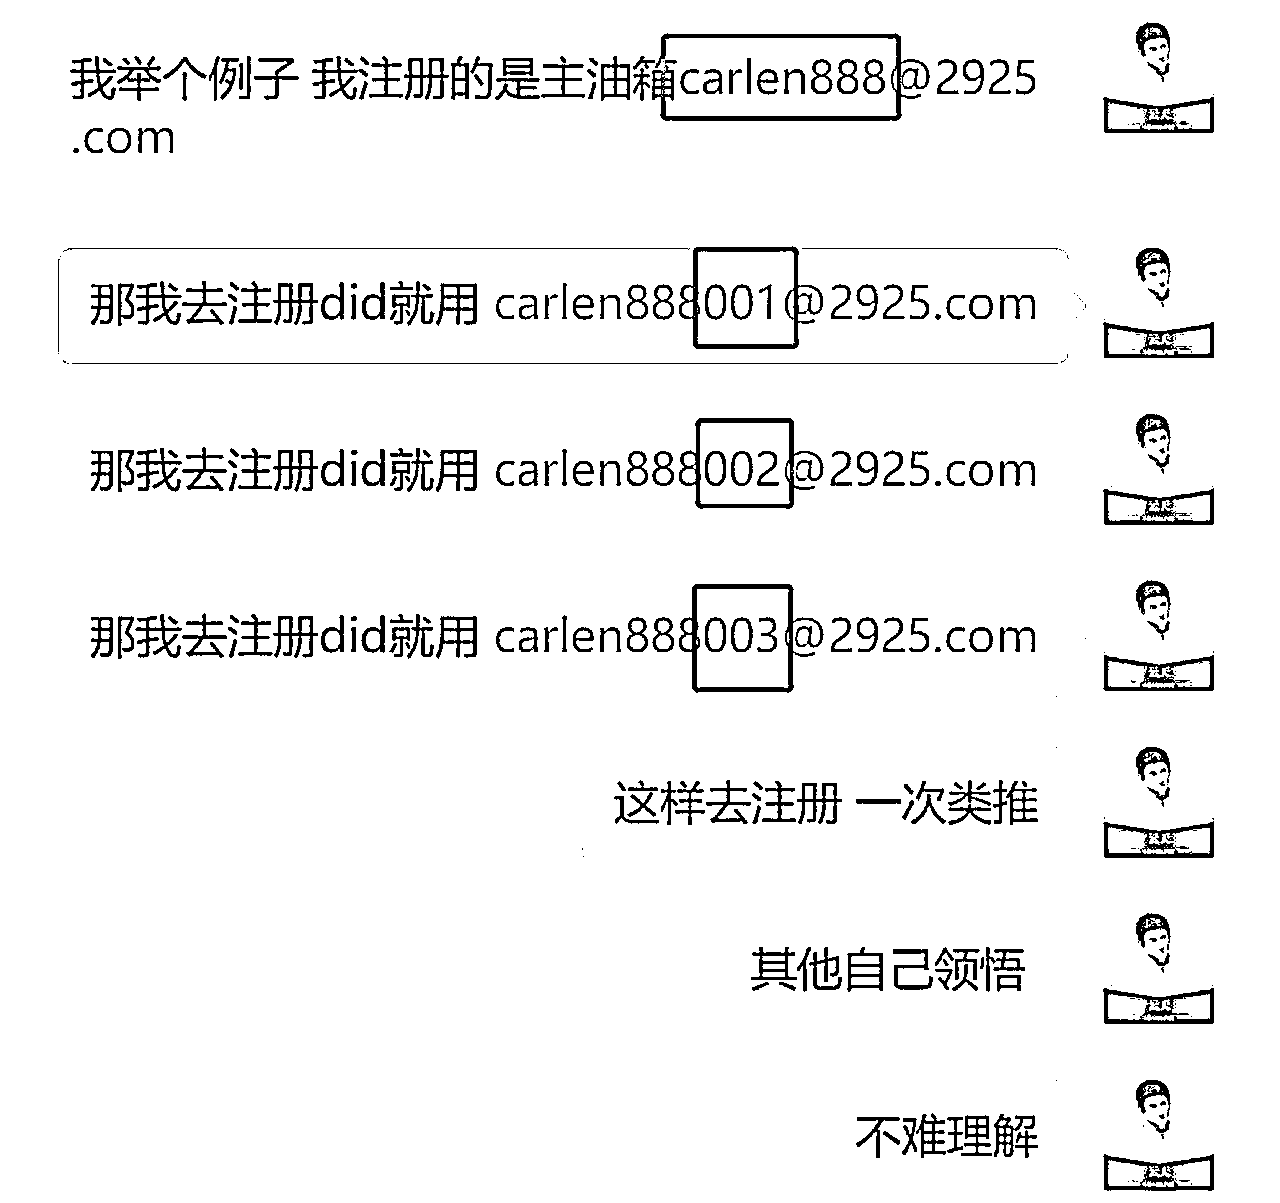 我举个例子 我注册的是主油箱carlen888@2925
.com
那我去注册did就用 carlen888001@2925.com
那我去注册did就用 carlen888002@2925.com
那我去注册did就用 carlen888003@2925.com
这样去注册 一次类推
其他自己领悟
不难理解